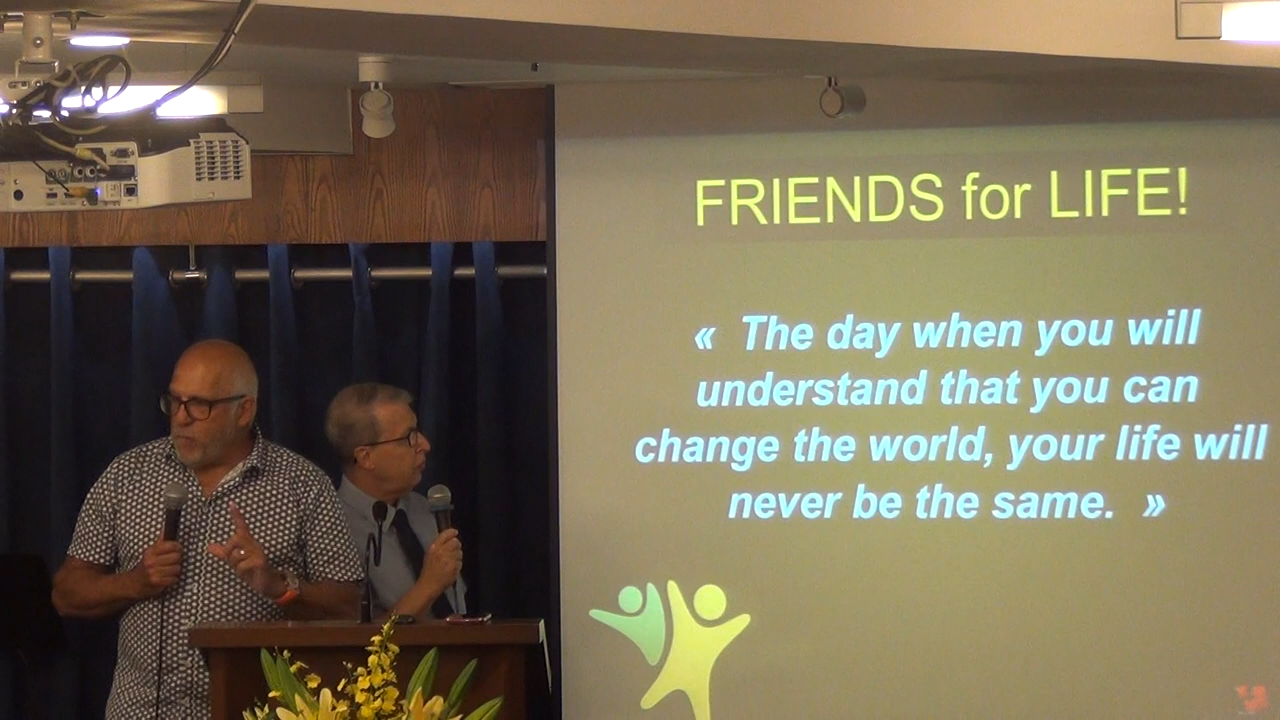 FRIENDS for LIFE!
« The day when you will
understand that you can
change the world, your life will
never be the same. »